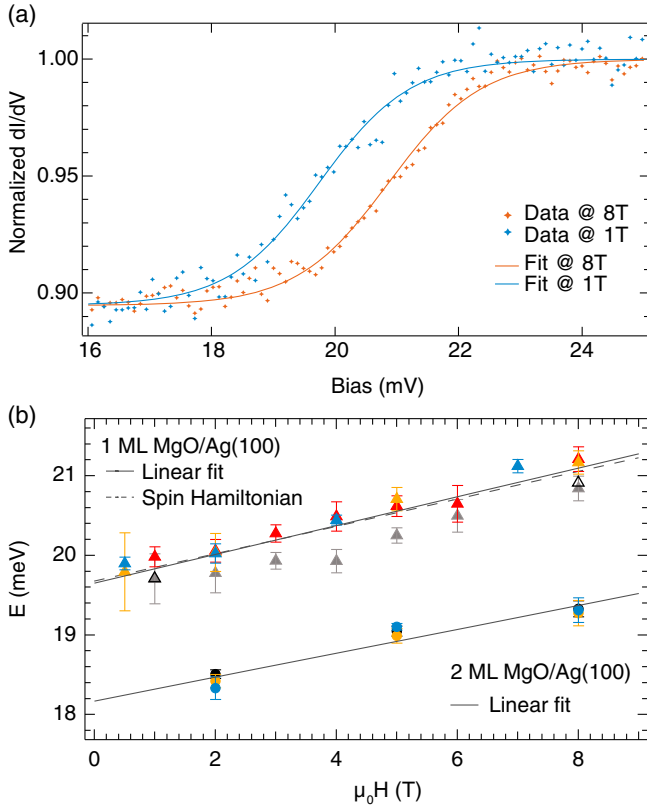 (a)
Normalized dI/dV
1.00
0.95
0.90
Data @ 8T
Data @ 1T
Fit @ 8T
Fit @ 1T
16
18
20
22
24
Bias (mV)
(b)
E (meV)
21
20
19
18
1 ML MgO/Ag(100)
Linear fit
Spin Hamiltonian
2 ML MgO/Ag(100)
Linear fit
0
2
4
6
8
μ₀H (T)